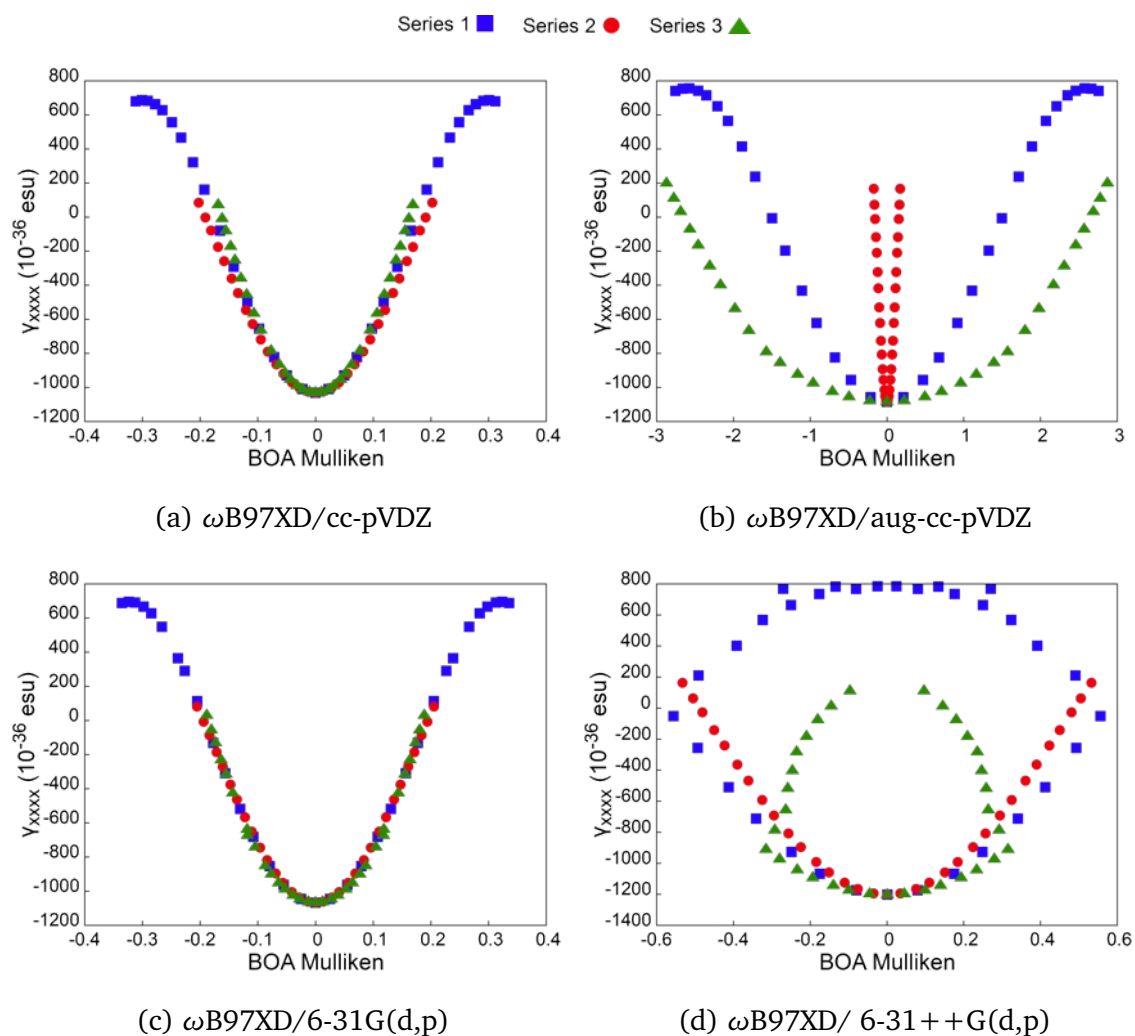 Series 1 Series 2 Series 3
800
600
400
200
0
-200
-400
-600
-800
-1000
-1200
γxxxx (10-36 esu)
-0.4 -0.3 -0.2 -0.1 0 0.1 0.2 0.3 0.4
BOA Mulliken
(a) ωB97XD/cc-pVDZ
800
600
400
200
0
-200
-400
-600
-800
-1000
-1200
γxxxx (10-36 esu)
-3 -2 -1 0 1 2 3
BOA Mulliken
(b) ωB97XD/aug-cc-pVDZ
800
600
400
200
0
-200
-400
-600
-800
-1000
-1200
γxxxx (10-36 esu)
-0.4 -0.3 -0.2 -0.1 0 0.1 0.2 0.3 0.4
BOA Mulliken
(c) ωB97XD/6-31G(d,p)
800
600
400
200
0
-200
-400
-600
-800
-1000
-1200
-1400
γxxxx (10-36 esu)
-0.6 -0.4 -0.2 0 0.2 0.4 0.6
BOA Mulliken
(d) ωB97XD/ 6-31++G(d,p)